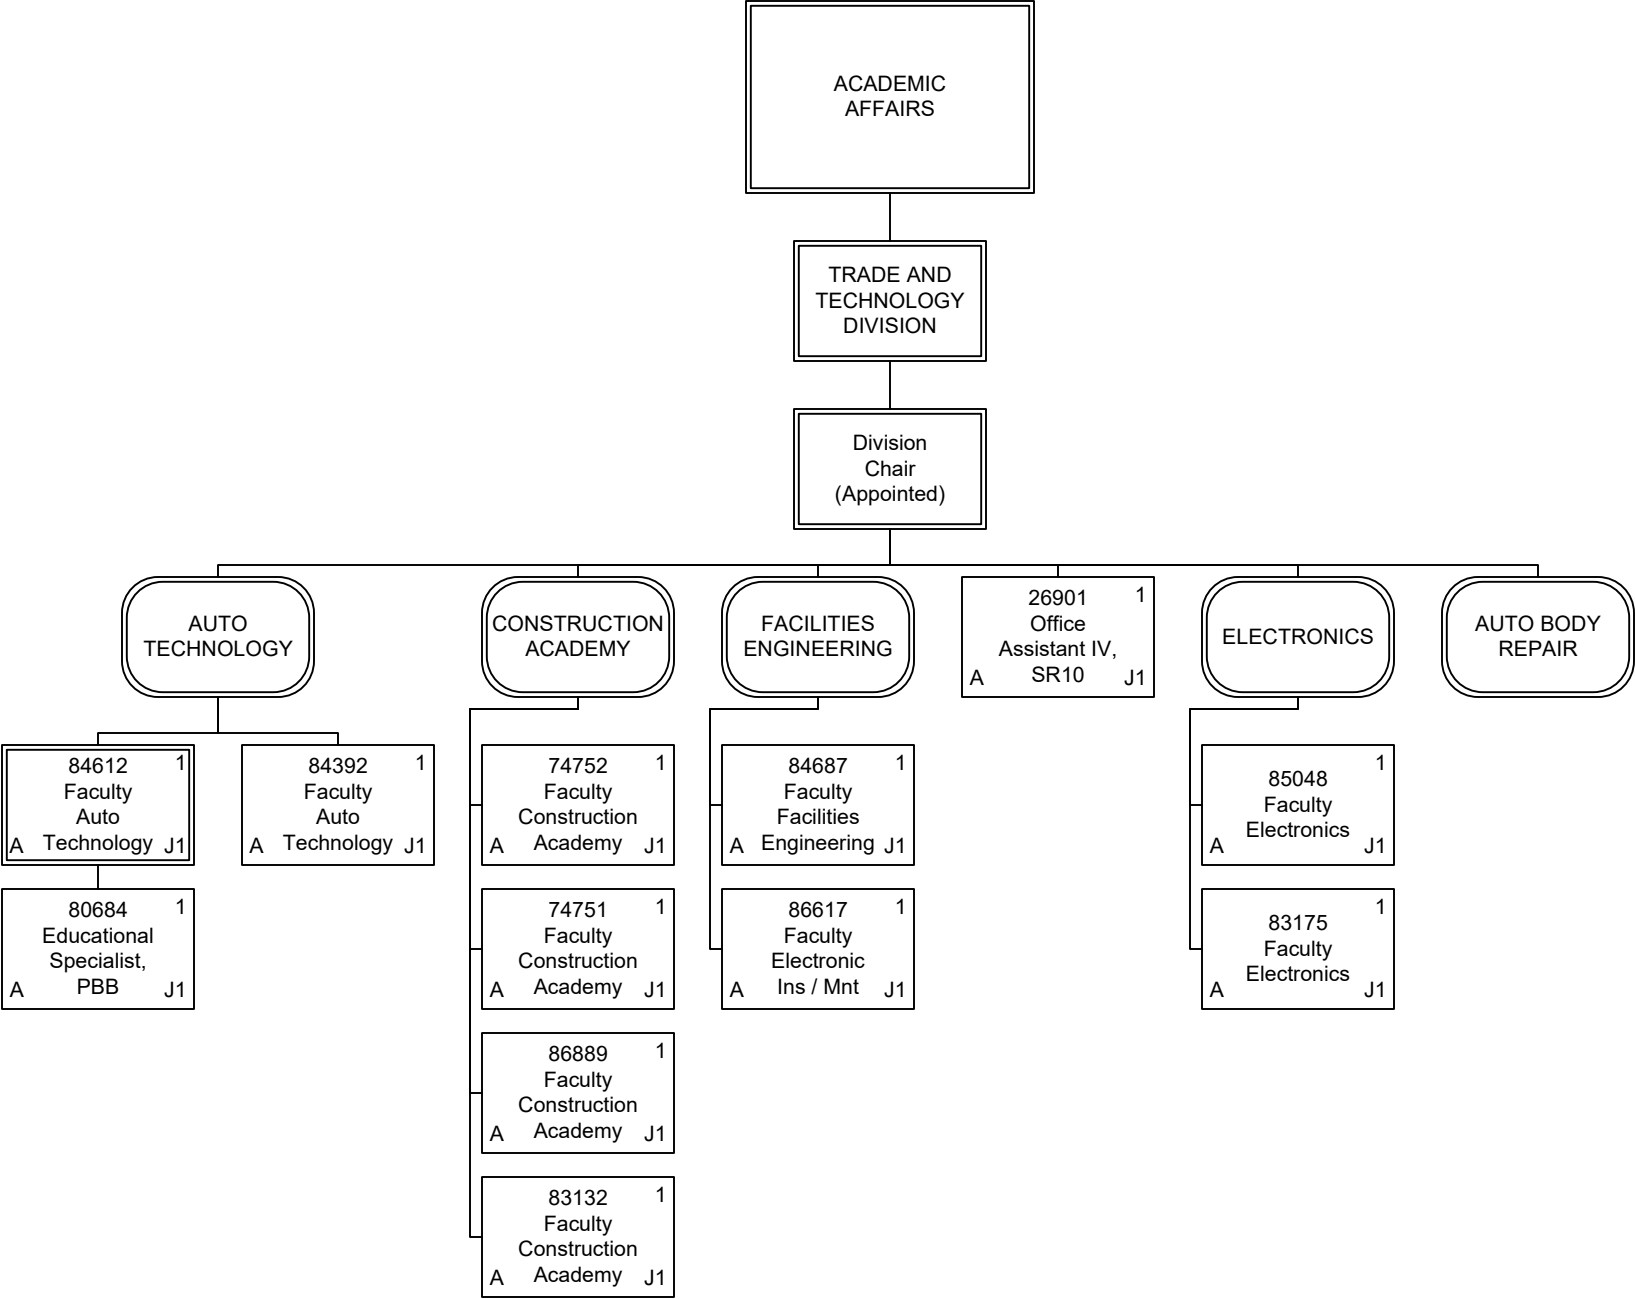 ACADEMIC
AFFAIRS
TRADE AND
TECHNOLOGY
DIVISION
Division
Chair
(Appointed)
AUTO
TECHNOLOGY
CONSTRUCTION
ACADEMY
FACILITIES
ENGINEERING
26901 1
Office
Assistant IV,
A SR10 J1
ELECTRONICS
AUTO BODY
REPAIR
84612 1
Faculty
Auto
A Technology J1
84392 1
Faculty
Auto
A Technology J1
74752 1
Faculty
Construction
A Academy J1
84687 1
Faculty
Facilities
A Engineering J1
85048 1
Faculty
Electronics
A J1
80684 1
Educational
Specialist,
A PBB J1
74751 1
Faculty
Construction
A Academy J1
86617 1
Faculty
Electronic
A Ins / Mnt J1
83175 1
Faculty
Electronics
A J1
86889 1
Faculty
Construction
A Academy J1
83132 1
Faculty
Construction
A Academy J1